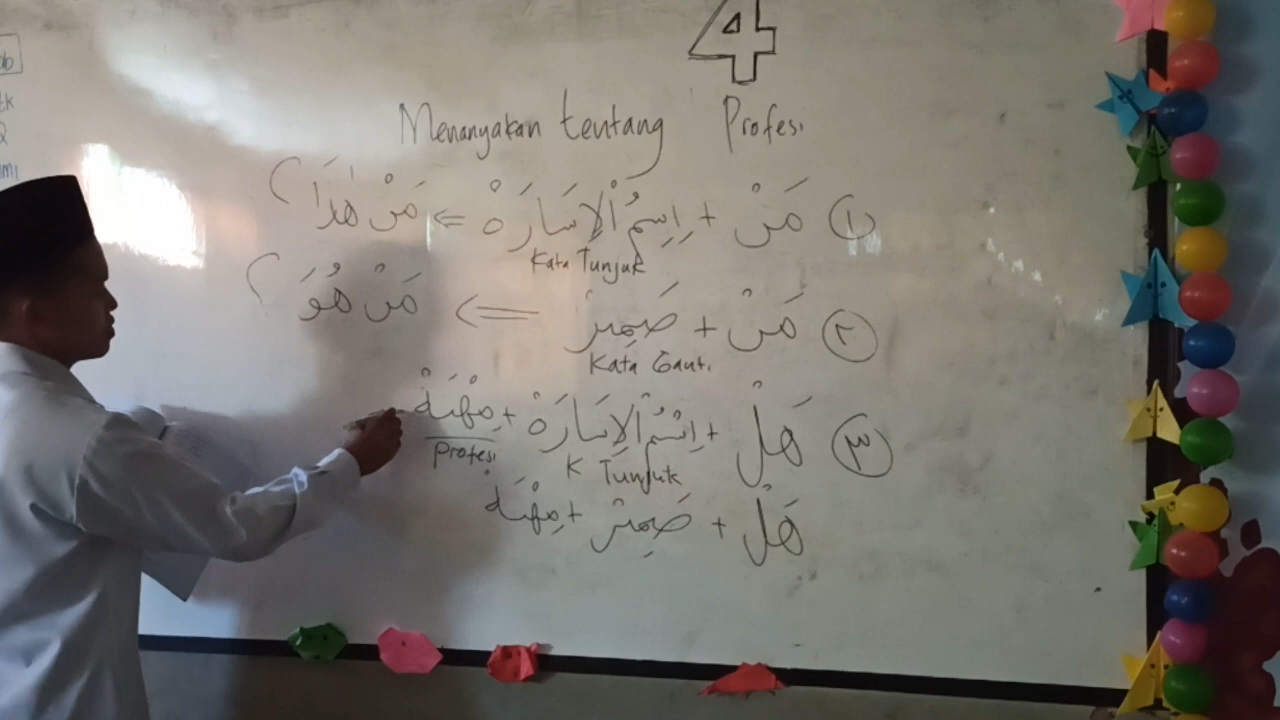 4
Menanyakan tentang Profesi
١ مَنْ + اِسِمُ الْاِسَارَةْ <= مَنْ هٰذَا ؟
Kata Tunjuk
٢ مَنْ + ضَمِيْر <= مَنْ هُوَ ؟
Kata Ganti
٣ هَلْ + اِسْمُ الْاِسَارَةْ + مِهْنَةْ
K Tunjuk Profesi
هَلْ + ضَمِيْر + مِهْنَةْ